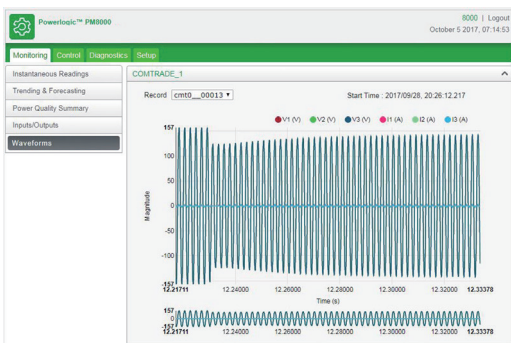 Powerlogic™ PM8000
8000 | Logout
October 5 2017, 07:14:53
Monitoring Control Diagnostics Setup
Instantaneous Readings
Trending & Forecasting
Power Quality Summary
Inputs/Outputs
Waveforms
COMTRADE_1
Record cmt0__00013
Start Time : 2017/09/28, 20:26:12.217
V1 (V) V2 (V) V3 (V) I1 (A) I2 (A) I3 (A)
157
100
50
0
-50
-100
-157
Magnitude
12.21711 12.24000 12.26000 12.28000 12.30000 12.32000 12.33378
Time (s)
157
0
-157
12.21711 12.24000 12.26000 12.28000 12.30000 12.32000 12.33378